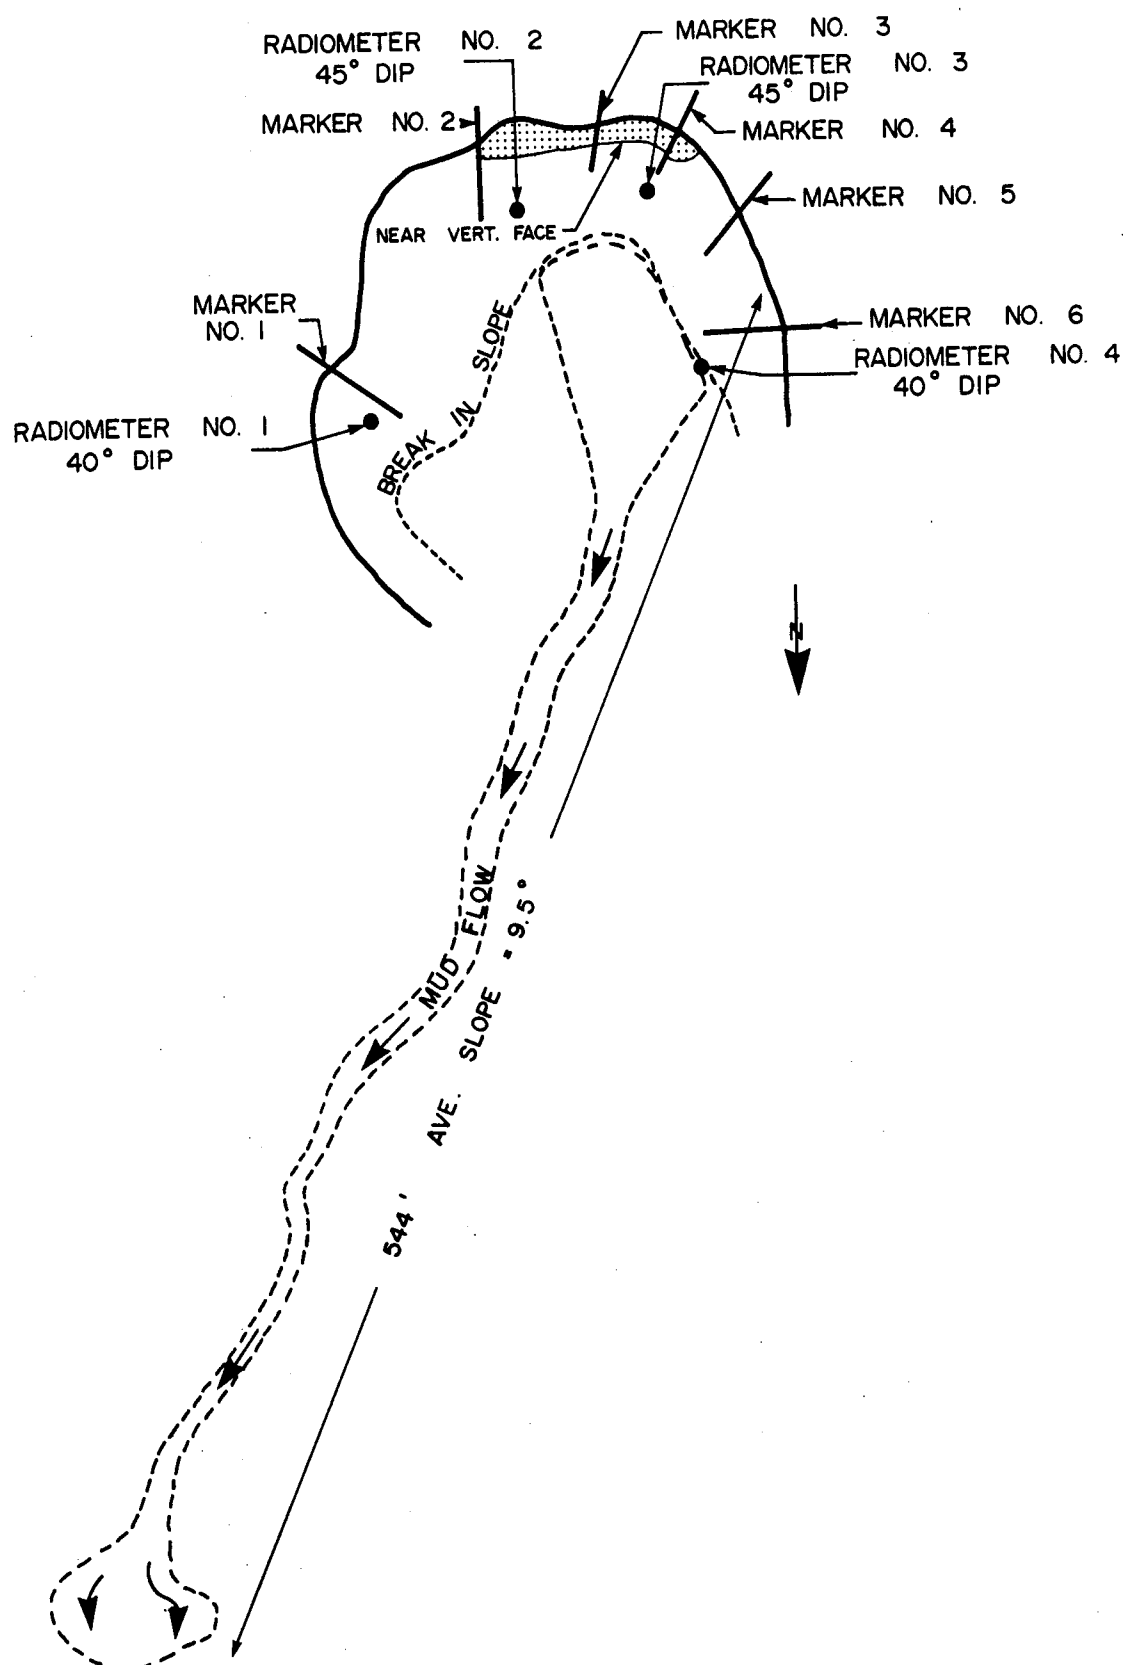 RADIOMETER NO. 2
45° DIP
MARKER NO. 3
RADIOMETER NO. 3
45° DIP
MARKER NO. 2
MARKER NO. 4
MARKER NO. 5
NEAR VERT. FACE
MARKER
NO. 1
BREAK IN SLOPE
MARKER NO. 6
RADIOMETER NO. 4
40° DIP
RADIOMETER NO. 1
40° DIP
N
MUD FLOW
544' AVE. SLOPE = 9.5°